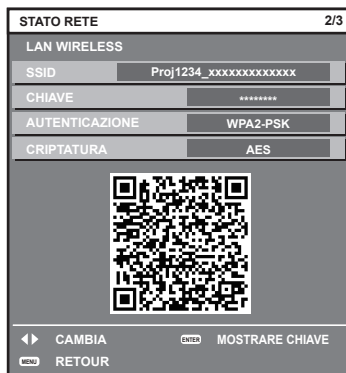 STATO RETE 2/3
LAN WIRELESS
SSID Proj1234_xxxxxxxxxxxxx
CHIAVE ********
AUTENTICAZIONE WPA2-PSK
CRIPTATURA AES
CAMBIA ENTER MOSTRARE CHIAVE
MENU RETOUR